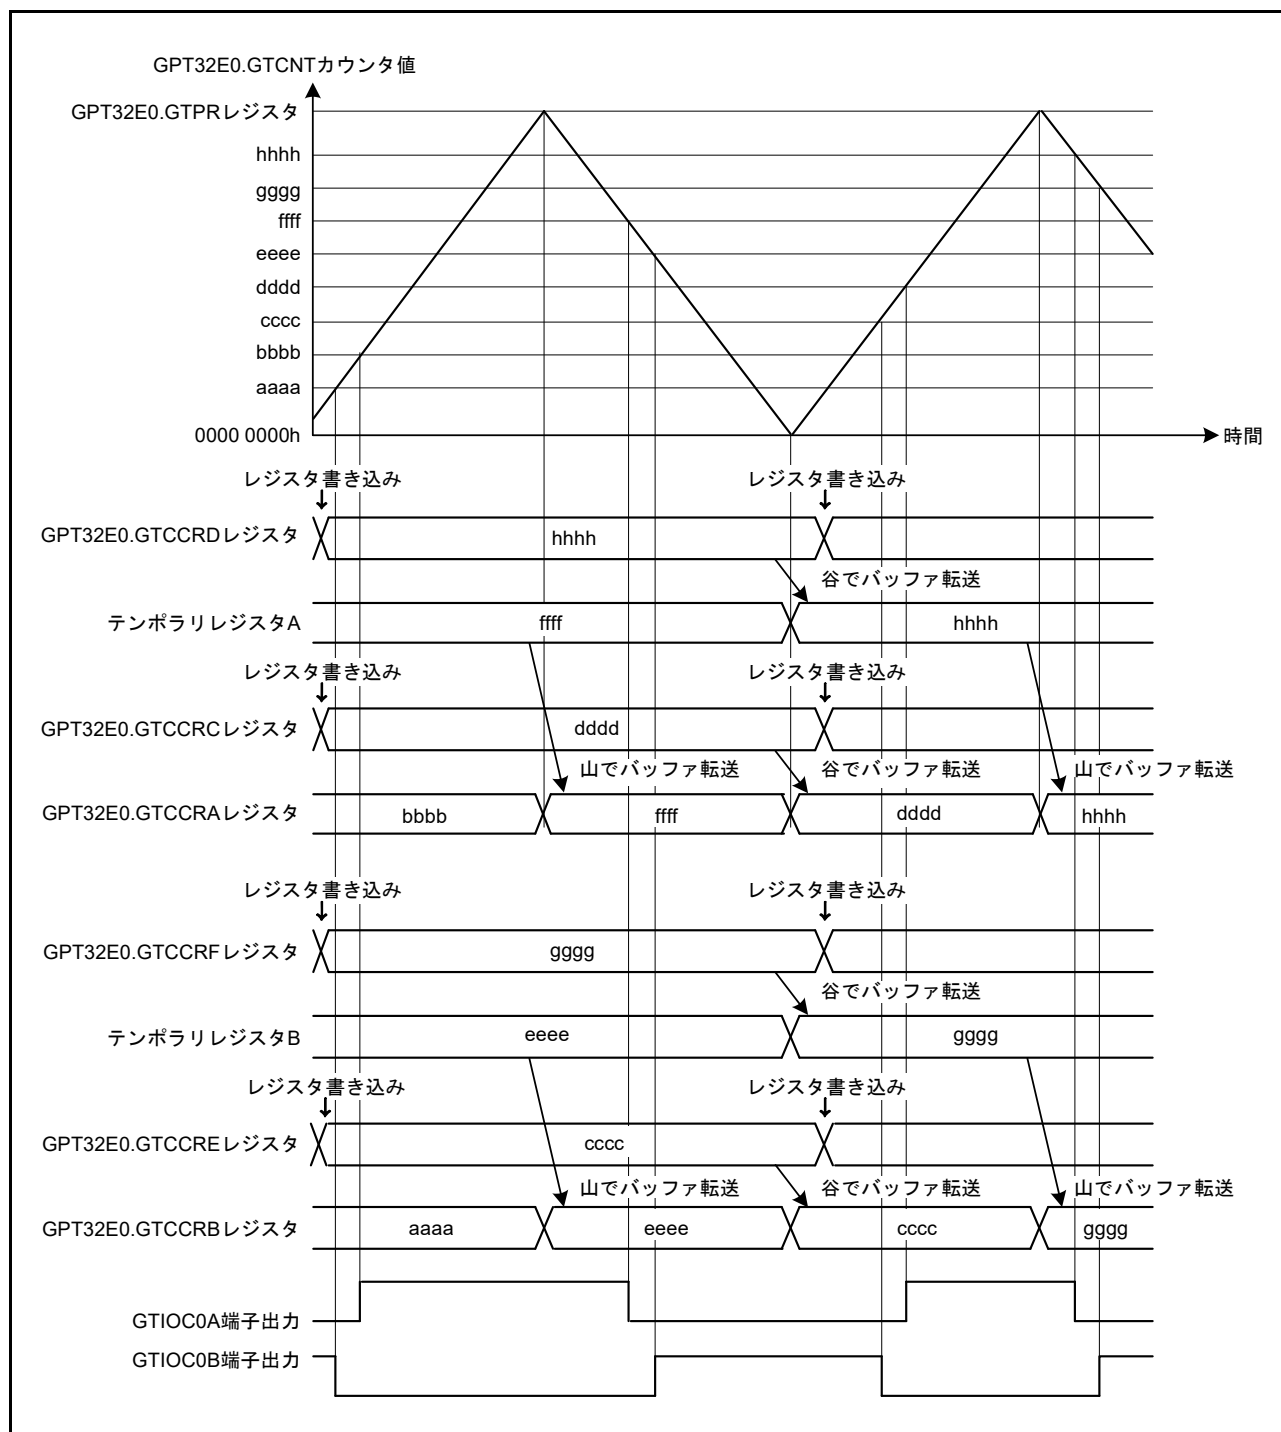 GPT32E0.GTCNTカウンタ値
GPT32E0.GTPRレジスタ
hhhh
gggg
ffff
eeee
dddd
cccc
bbbb
aaaa
0000 0000h
時間
レジスタ書き込み レジスタ書き込み
GPT32E0.GTCCRDレジスタ hhhh
谷でバッファ転送
テンポラリレジスタA ffff hhhh
レジスタ書き込み レジスタ書き込み
GPT32E0.GTCCRCレジスタ dddd
山でバッファ転送 谷でバッファ転送 山でバッファ転送
GPT32E0.GTCCRAレジスタ bbbb ffff dddd hhhh
レジスタ書き込み レジスタ書き込み
GPT32E0.GTCCRFレジスタ gggg
谷でバッファ転送
テンポラリレジスタB eeee gggg
レジスタ書き込み レジスタ書き込み
GPT32E0.GTCCREレジスタ cccc
山でバッファ転送 谷でバッファ転送 山でバッファ転送
GPT32E0.GTCCRBレジスタ aaaa eeee cccc gggg
GTIOC0A端子出力
GTIOC0B端子出力